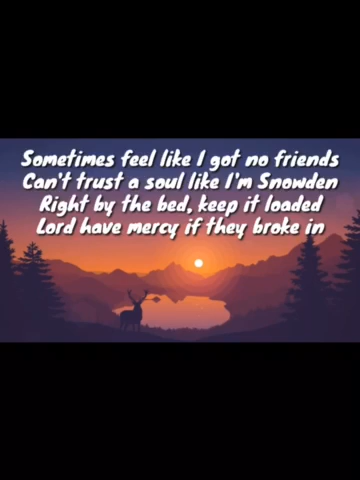 Sometimes feel like I got no friends
Can't trust a soul like I'm Snowden
Right by the bed, keep it loaded
Lord have mercy if they broke in